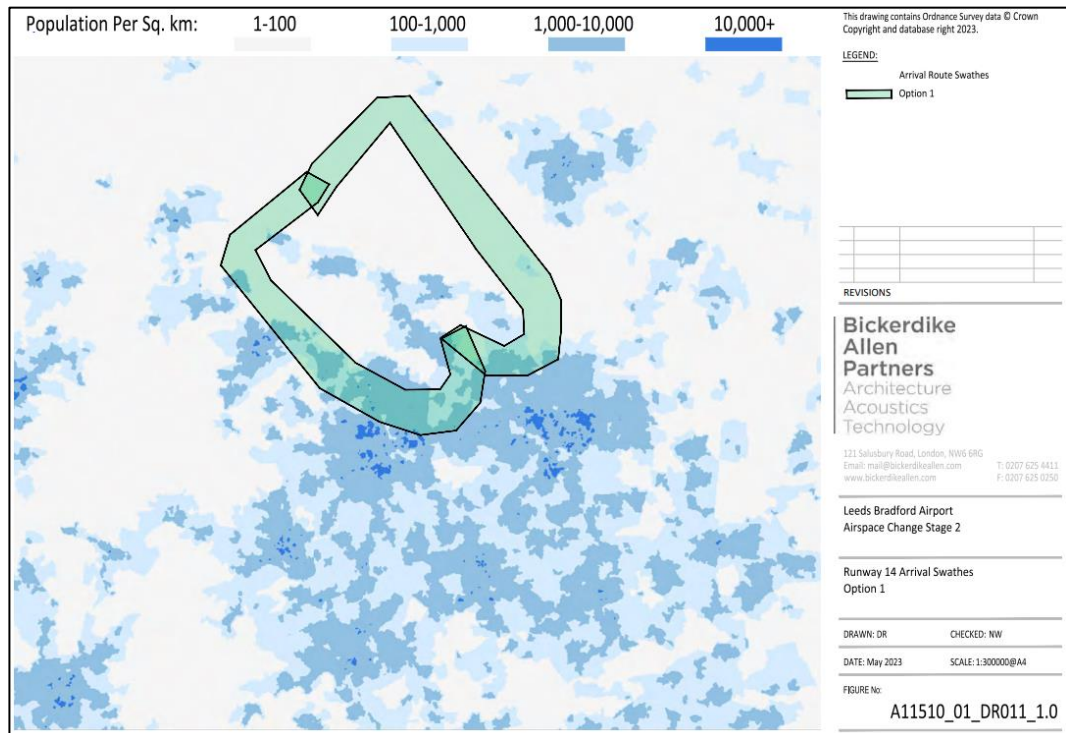 Population Per Sq. km:
1-100
100-1,000
1,000-10,000
10,000+
This drawing contains Ordnance Survey data © Crown
Copyright and database right 2023.
LEGEND:
Arrival Route Swathes
Option 1
REVISIONS
Bickerdike
Allen
Partners
Architecture
Acoustics
Technology
121 Salusbury Road, London, NW6 6RG
Email: mail@bickerdikeallen.com T: 0207 625 4411
www.bickerdikeallen.com F: 0207 625 0250
Leeds Bradford Airport
Airspace Change Stage 2
Runway 14 Arrival Swathes
Option 1
DRAWN: DR CHECKED: NW
DATE: May 2023 SCALE: 1:300000@A4
FIGURE No:
A11510_01_DR011_1.0